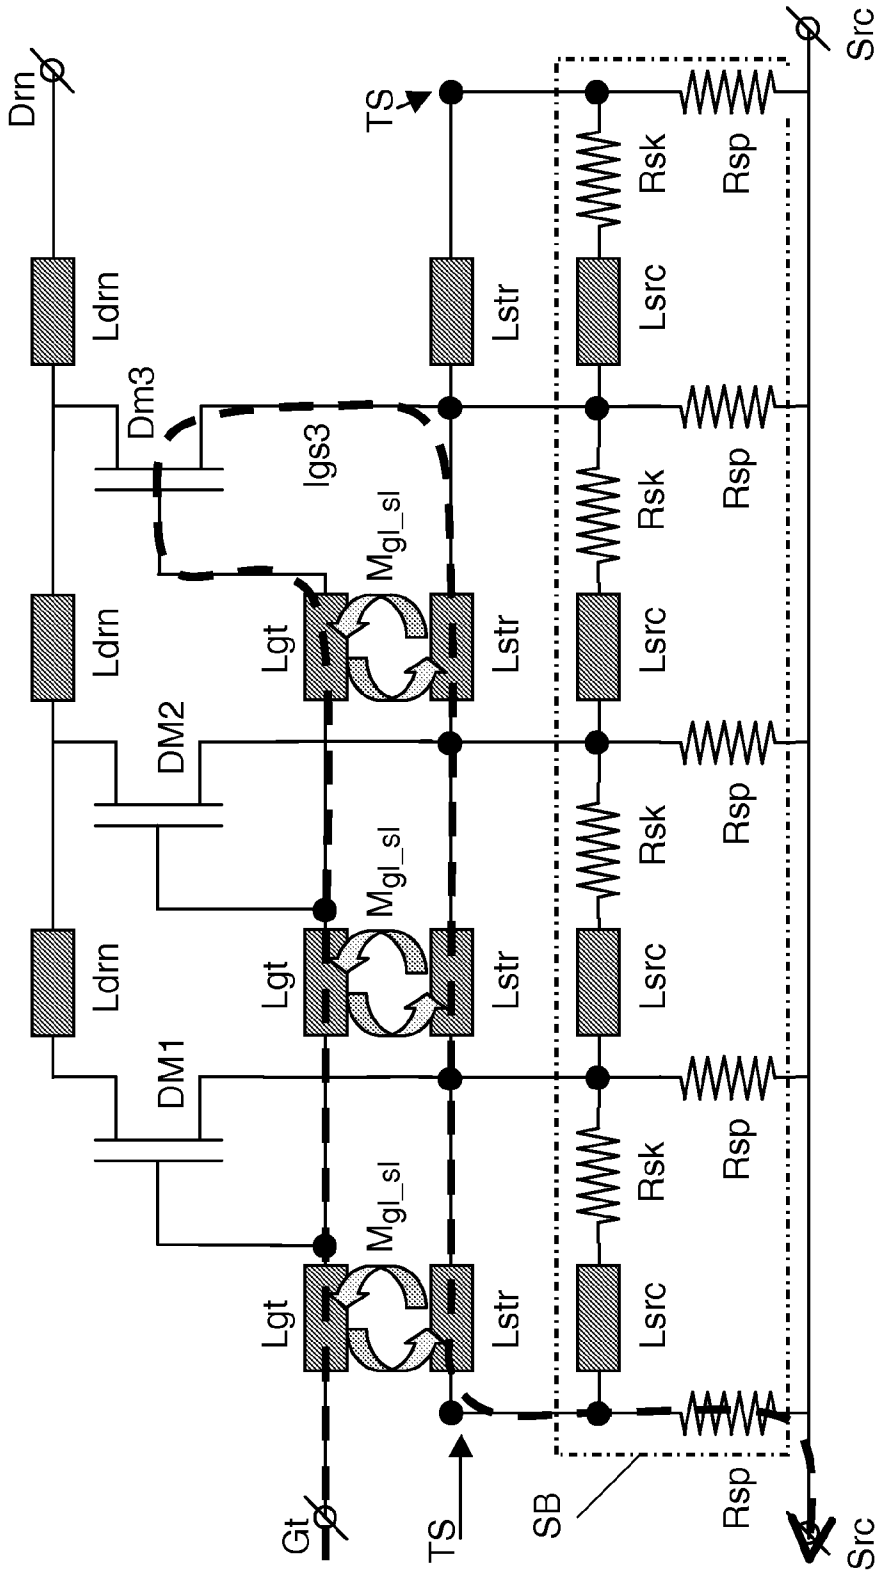 Drn
Ldrn
Ldrn
Ldrn
DM1
DM2
Dm3
Gt
Lgt
Lgt
Lgt
Igs3
Mgl_sl
Mgl_sl
Mgl_sl
TS
TS
Lstr
Lstr
Lstr
Lstr
SB
Lsrc
Rsk
Lsrc
Rsk
Lsrc
Rsk
Lsrc
Rsk
Rsp
Rsp
Rsp
Rsp
Rsp
Src
Src